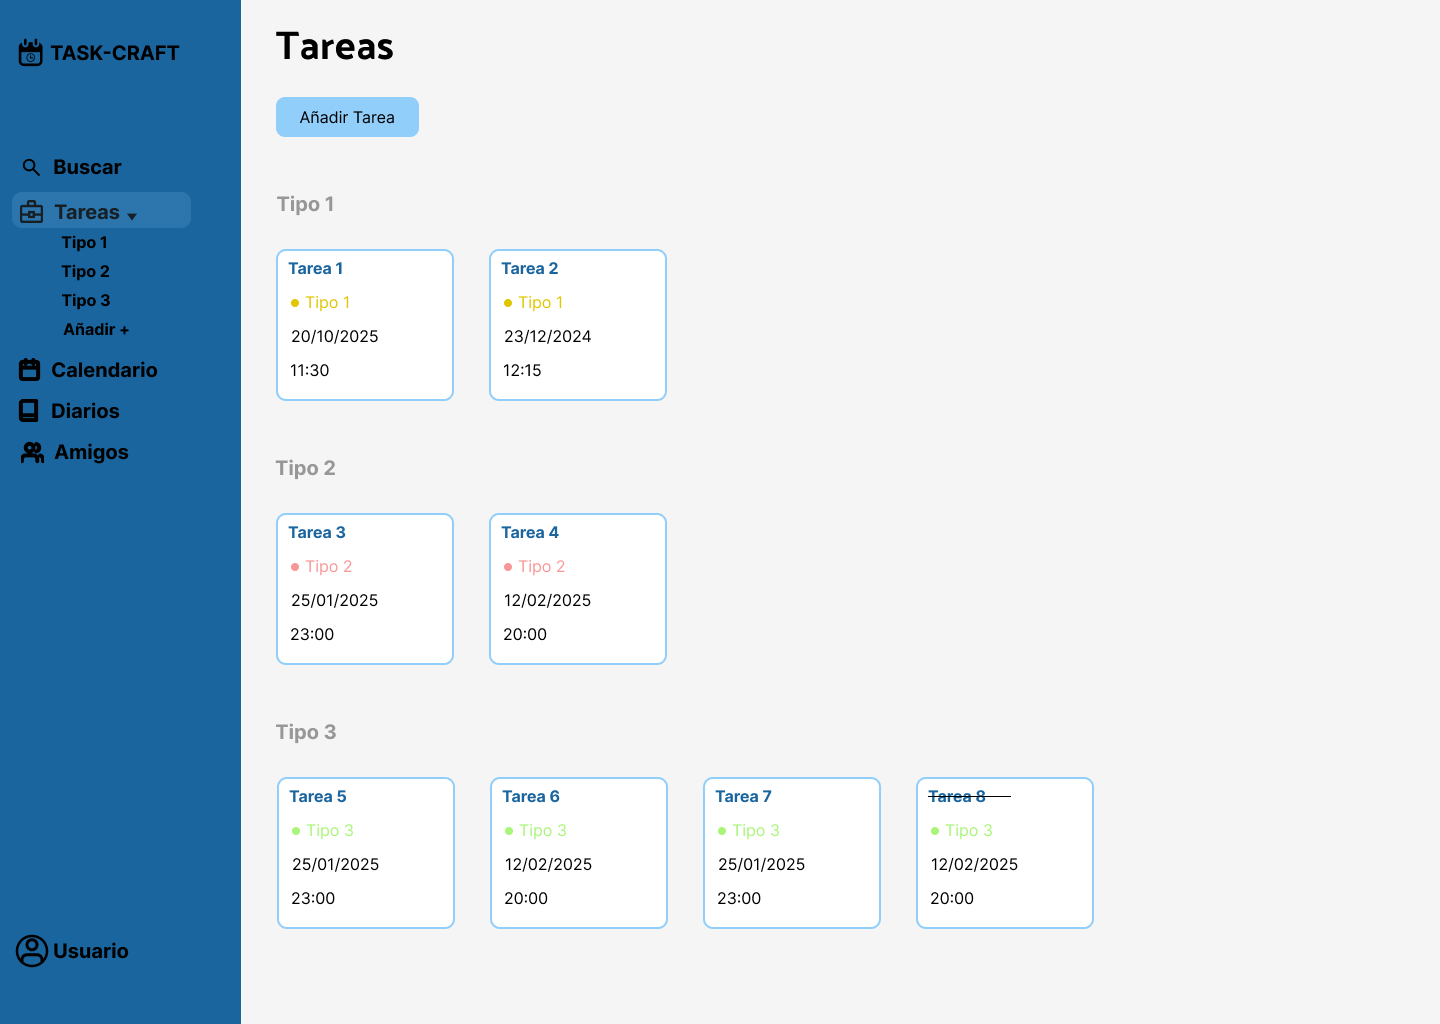 TASK-CRAFT
Buscar
Tareas
Tipo 1
Tipo 2
Tipo 3
Añadir +
Calendario
Diarios
Amigos
Usuario
Tareas
Añadir Tarea
Tipo 1
Tarea 1
Tipo 1
20/10/2025
11:30
Tarea 2
Tipo 1
23/12/2024
12:15
Tipo 2
Tarea 3
Tipo 2
25/01/2025
23:00
Tarea 4
Tipo 2
12/02/2025
20:00
Tipo 3
Tarea 5
Tipo 3
25/01/2025
23:00
Tarea 6
Tipo 3
12/02/2025
20:00
Tarea 7
Tipo 3
25/01/2025
23:00
Tarea 8
Tipo 3
12/02/2025
20:00